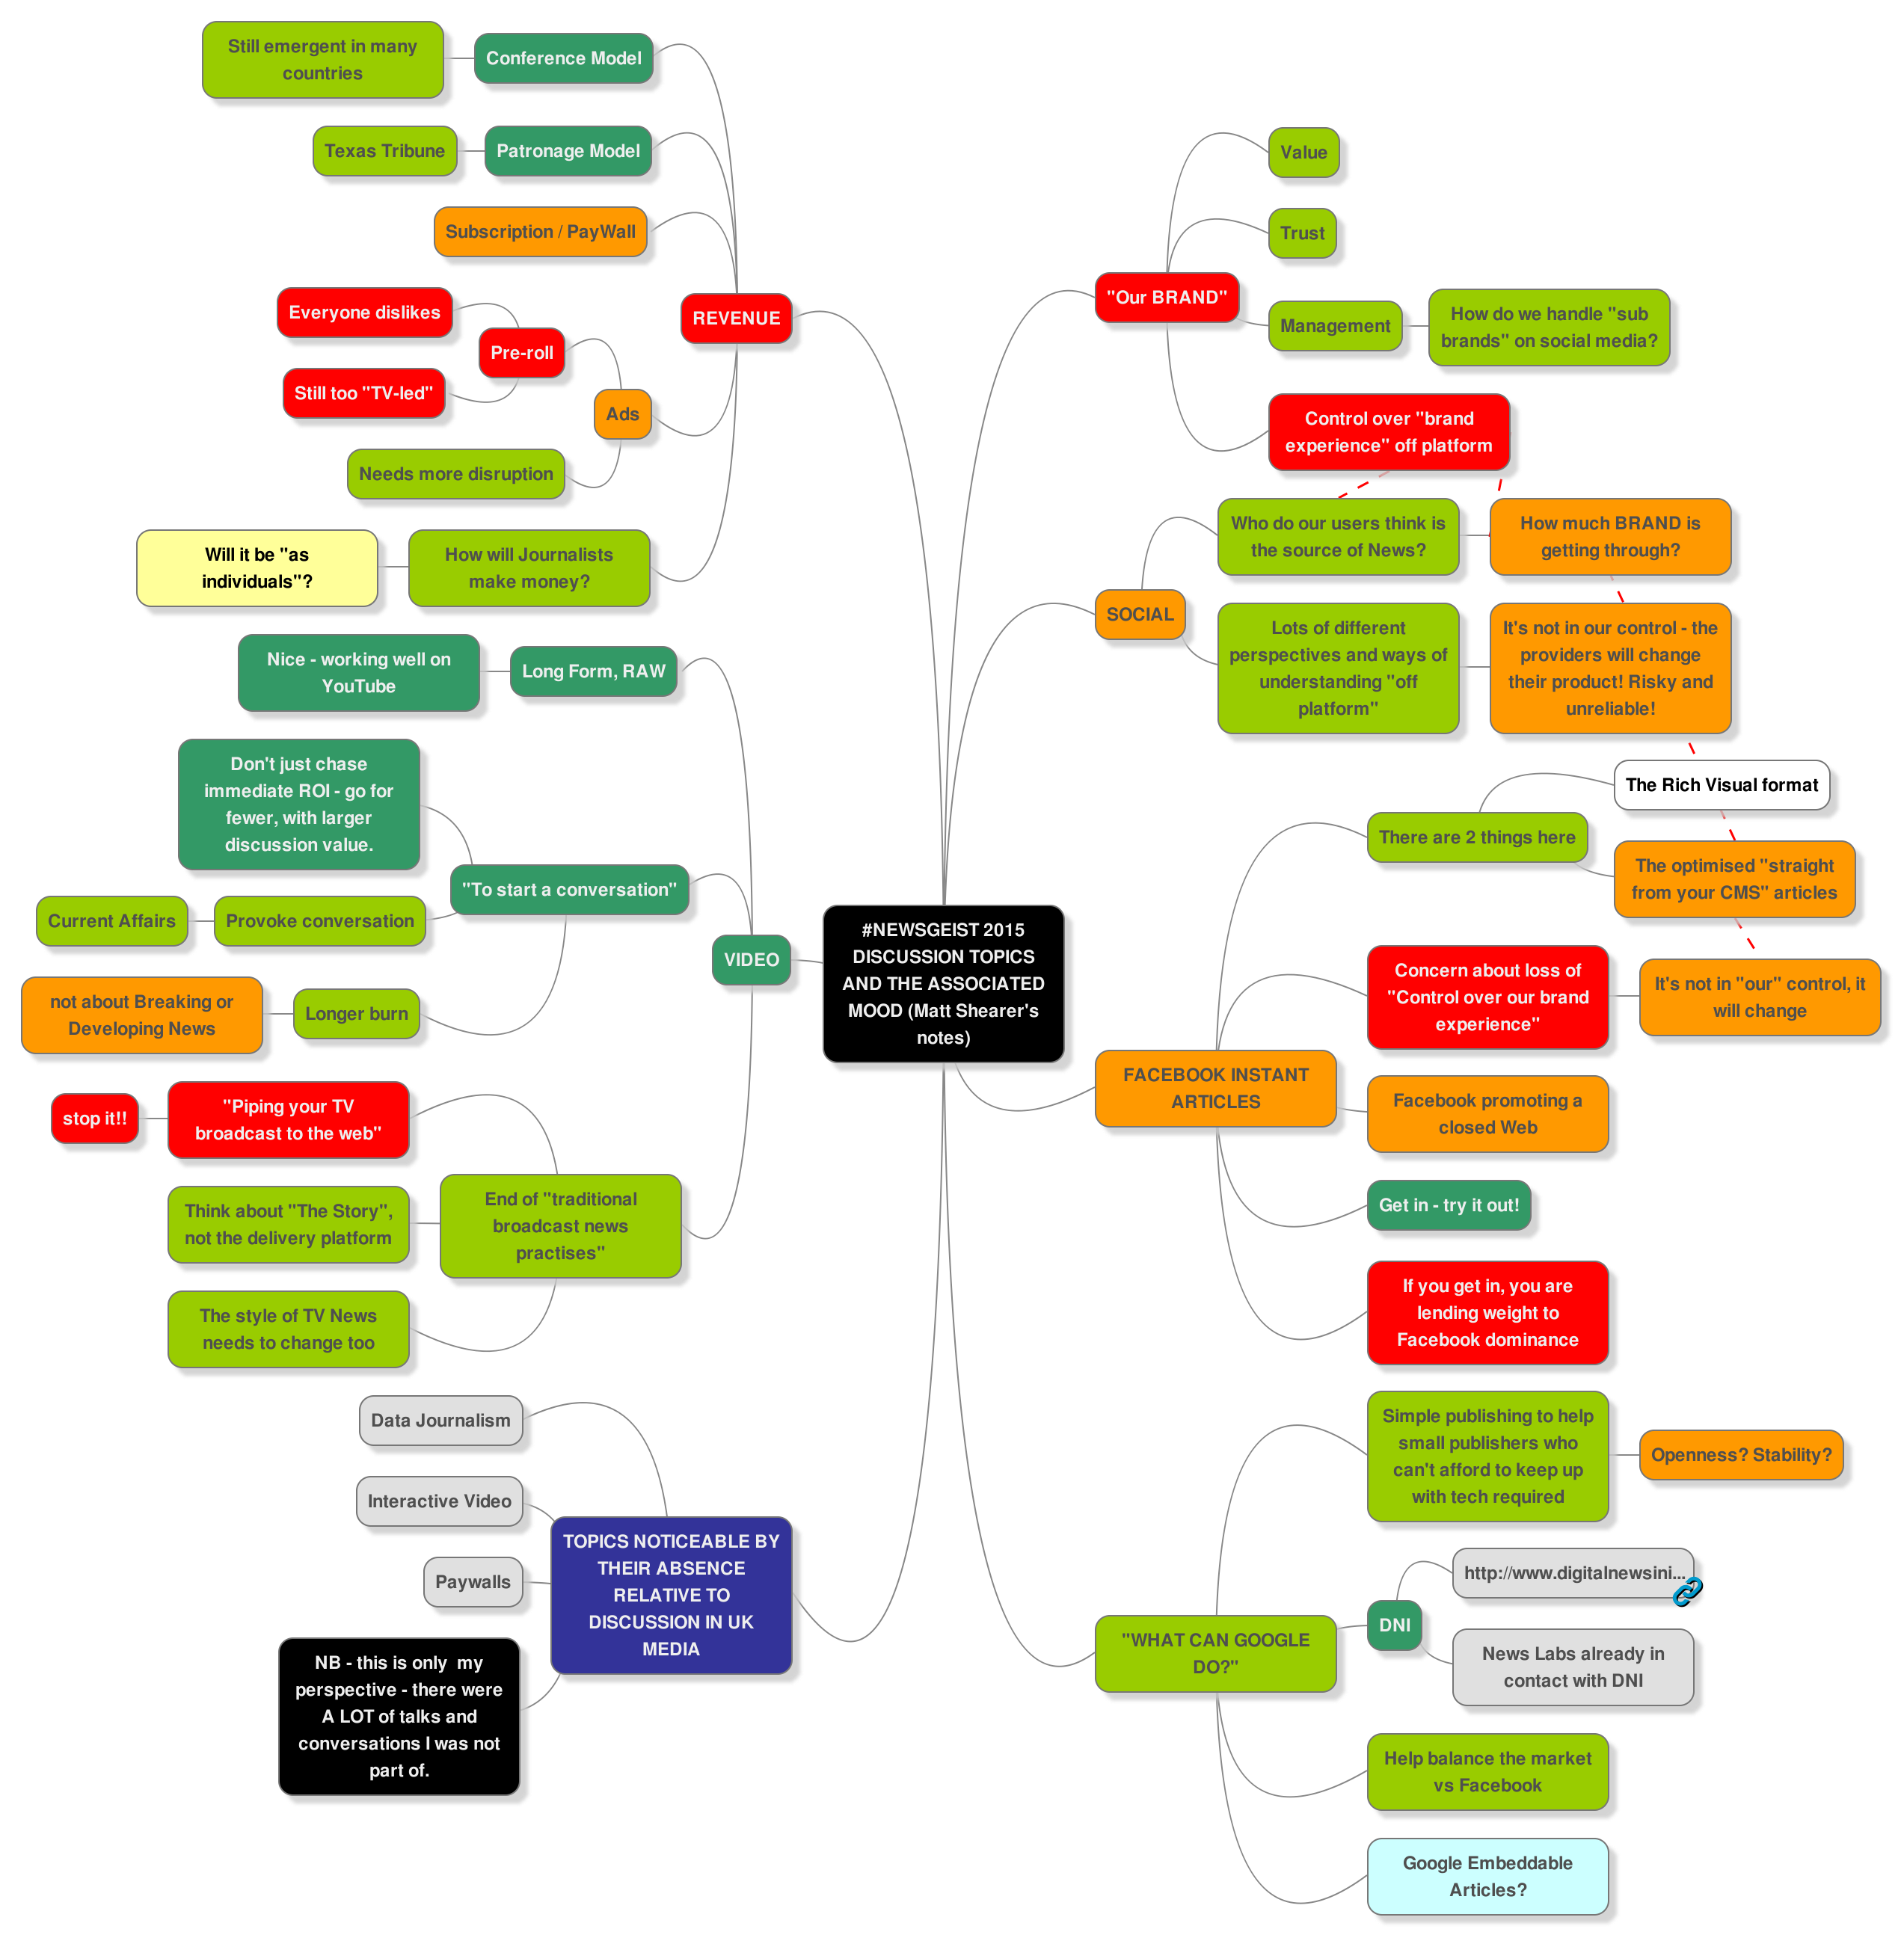 #NEWSGEIST 2015
DISCUSSION TOPICS
AND THE ASSOCIATED
MOOD (Matt Shearer's
notes)
REVENUE
Conference Model
Still emergent in many
countries
Patronage Model
Texas Tribune
Subscription / PayWall
Ads
Pre-roll
Everyone dislikes
Still too "TV-led"
Needs more disruption
How will Journalists
make money?
Will it be "as
individuals"?
VIDEO
Long Form, RAW
Nice - working well on
YouTube
"To start a conversation"
Don't just chase
immediate ROI - go for
fewer, with larger
discussion value.
Provoke conversation
Current Affairs
Longer burn
not about Breaking or
Developing News
End of "traditional
broadcast news
practises"
"Piping your TV
broadcast to the web"
stop it!!
Think about "The Story",
not the delivery platform
The style of TV News
needs to change too
TOPICS NOTICEABLE BY
THEIR ABSENCE
RELATIVE TO
DISCUSSION IN UK
MEDIA
Data Journalism
Interactive Video
Paywalls
NB - this is only  my
perspective - there were
A LOT of talks and
conversations I was not
part of.
"Our BRAND"
Value
Trust
Management
How do we handle "sub
brands" on social media?
Control over "brand
experience" off platform
SOCIAL
Who do our users think is
the source of News?
How much BRAND is
getting through?
Lots of different
perspectives and ways of
understanding "off
platform"
It's not in our control - the
providers will change
their product! Risky and
unreliable!
FACEBOOK INSTANT
ARTICLES
There are 2 things here
The Rich Visual format
The optimised "straight
from your CMS" articles
Concern about loss of
"Control over our brand
experience"
It's not in "our" control, it
will change
Facebook promoting a
closed Web
Get in - try it out!
If you get in, you are
lending weight to
Facebook dominance
"WHAT CAN GOOGLE
DO?"
Simple publishing to help
small publishers who
can't afford to keep up
with tech required
Openness? Stability?
DNI
http://www.digitalnewsini...
News Labs already in
contact with DNI
Help balance the market
vs Facebook
Google Embeddable
Articles?